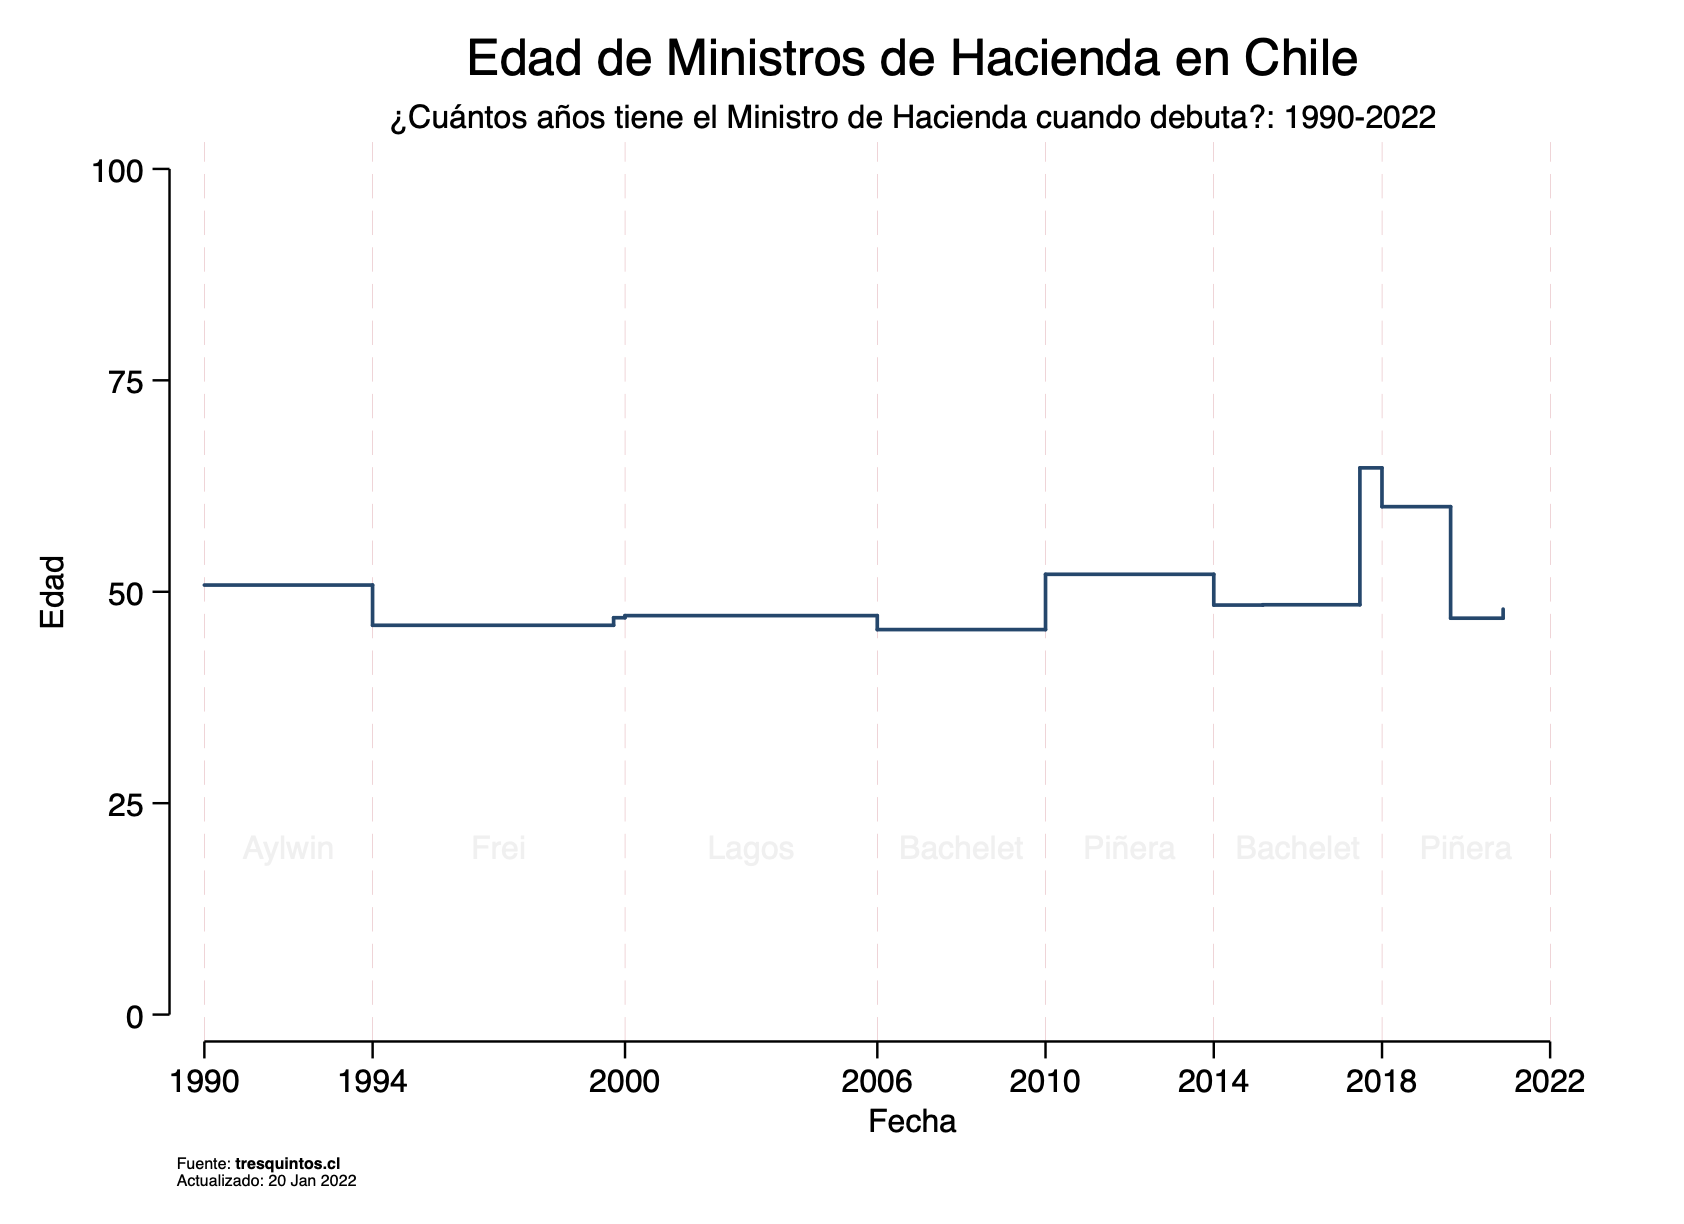 Edad de Ministros de Hacienda en Chile
¿Cuántos años tiene el Ministro de Hacienda cuando debuta?: 1990-2022
100
75
50
25
0
Edad
Aylwin Frei Lagos Bachelet Piñera Bachelet Piñera
1990 1994 2000 2006 2010 2014 2018 2022
Fecha
Fuente: tresquintos.cl
Actualizado: 20 Jan 2022